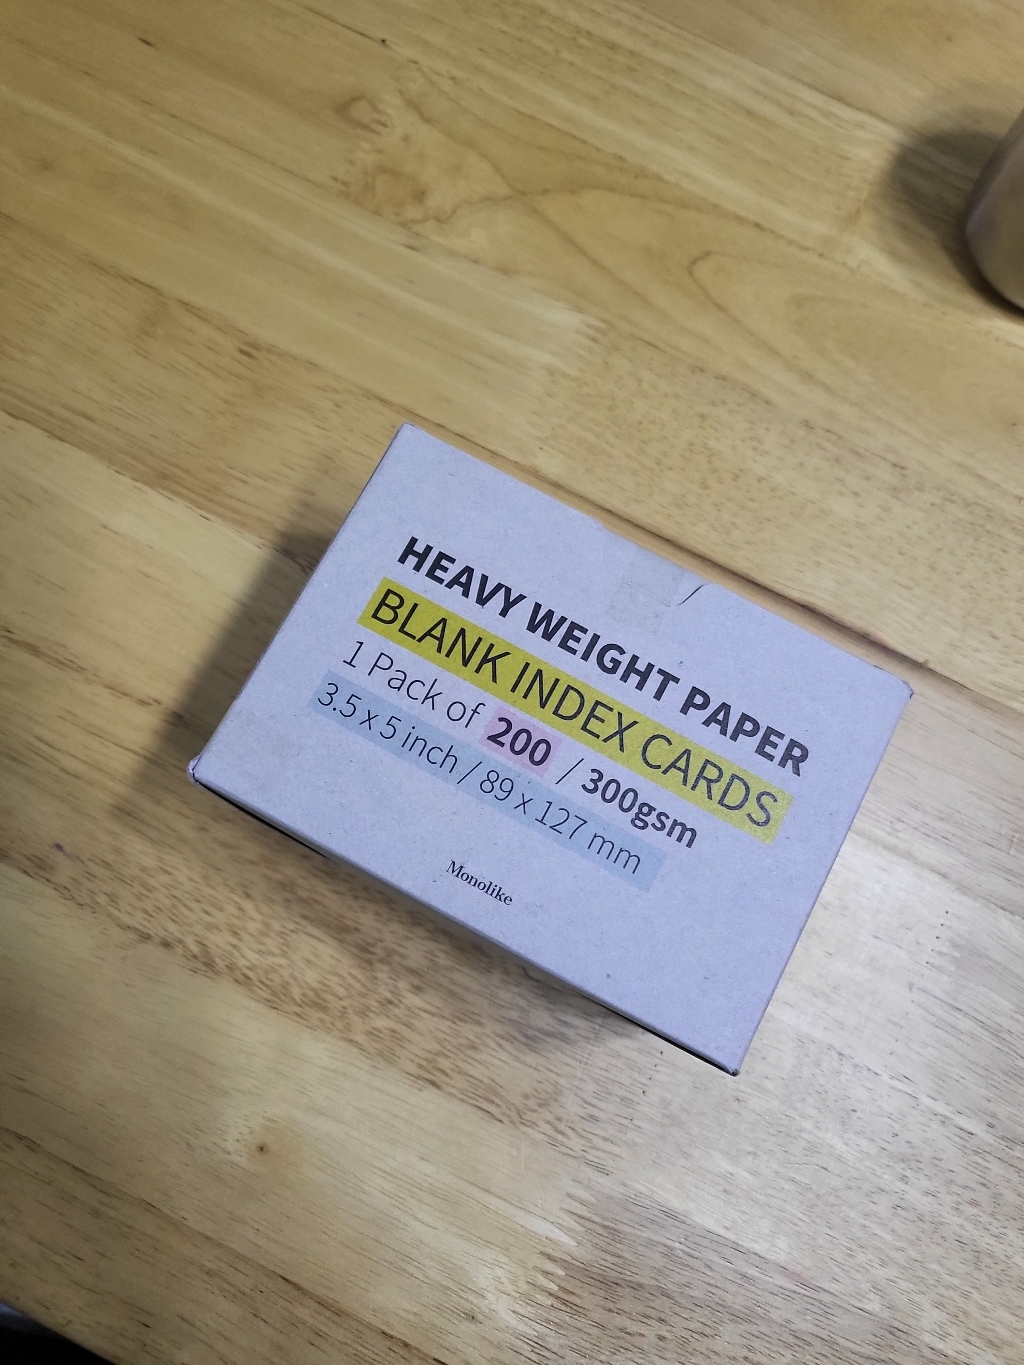 HEAVY WEIGHT PAPER
BLANK INDEX CARDS
1 Pack of 200 / 300gsm
3.5 x 5 inch / 89 x 127 mm
Monolike